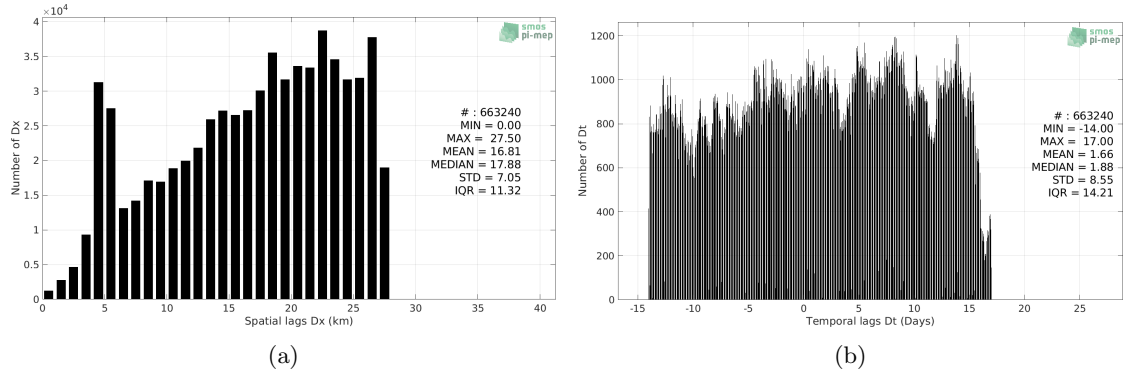 ×10⁴
4
3.5
3
2.5
2
1.5
1
0.5
0
0
5
10
15
20
25
30
35
40
Number of Dx
Spatial lags Dx (km)
smos
pi-mep
# : 663240
MIN = 0.00
MAX = 27.50
MEAN = 16.81
MEDIAN = 17.88
STD = 7.05
IQR = 11.32
(a)
1200
1000
800
600
400
200
0
-15
-10
-5
0
5
10
15
20
25
Number of Dt
Temporal lags Dt (Days)
smos
pi-mep
# : 663240
MIN = -14.00
MAX = 17.00
MEAN = 1.66
MEDIAN = 1.88
STD = 8.55
IQR = 14.21
(b)